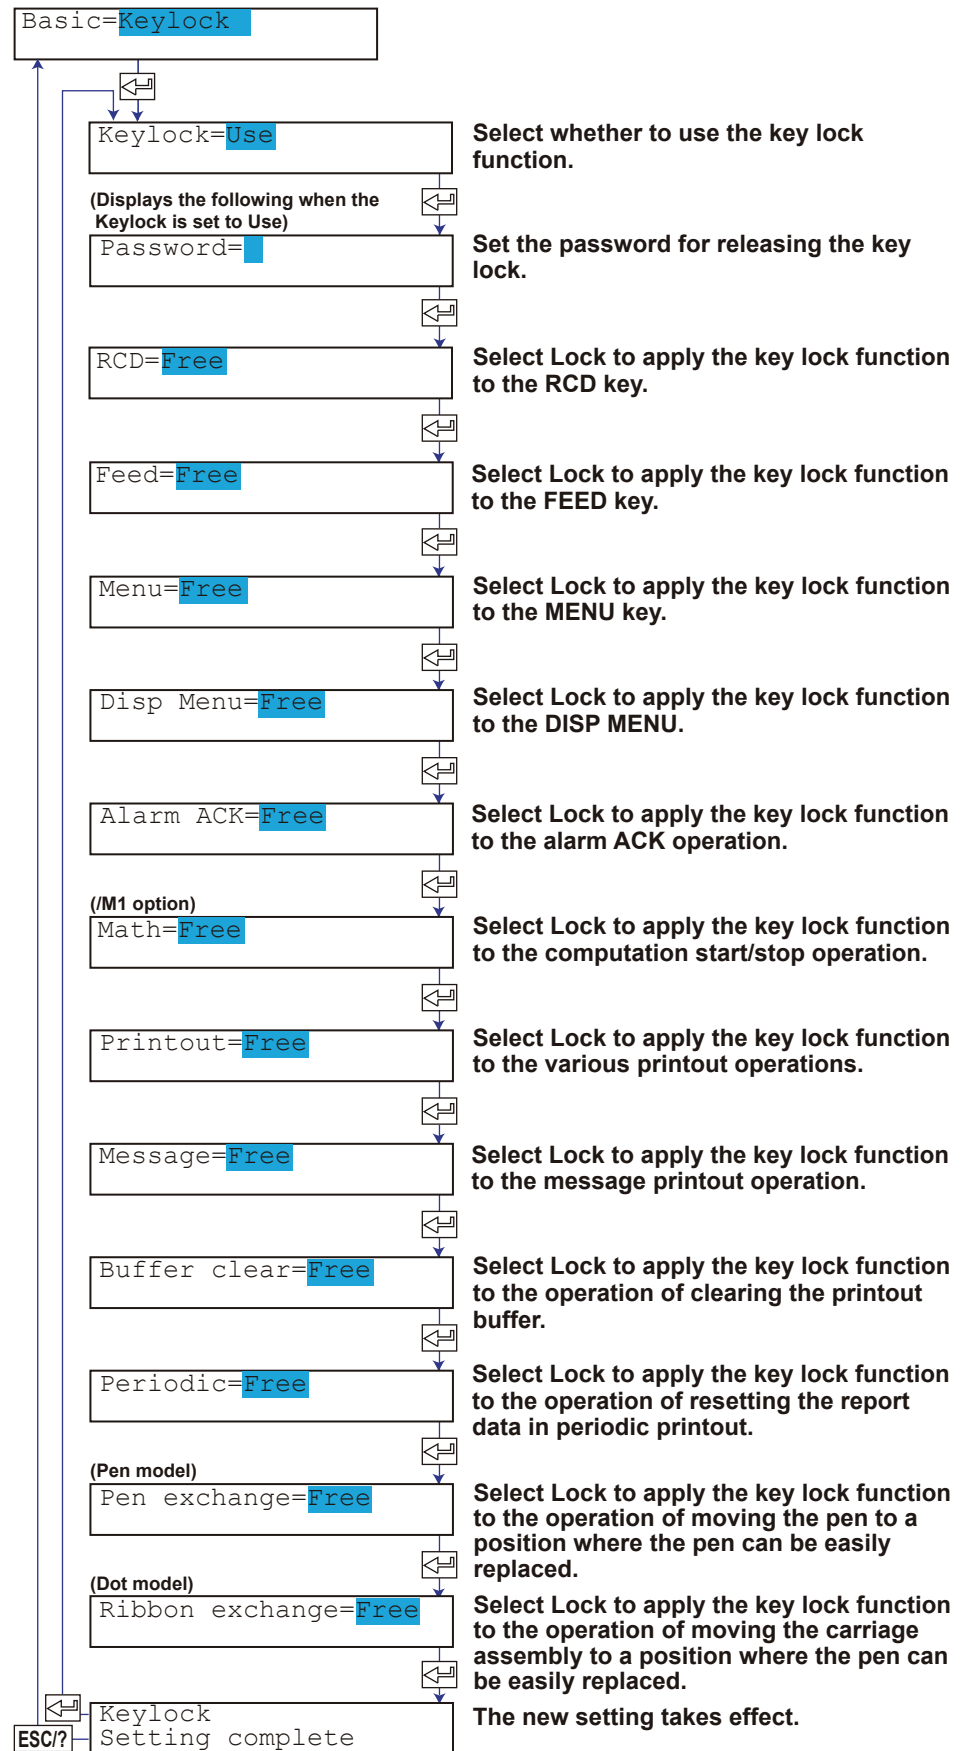 Basic=Keylock
Keylock=Use
Select whether to use the key lock
function.
(Displays the following when the
Keylock is set to Use)
Password=
Set the password for releasing the key
lock.
RCD=Free
Select Lock to apply the key lock function
to the RCD key.
Feed=Free
Select Lock to apply the key lock function
to the FEED key.
Menu=Free
Select Lock to apply the key lock function
to the MENU key.
Disp Menu=Free
Select Lock to apply the key lock function
to the DISP MENU.
Alarm ACK=Free
Select Lock to apply the key lock function
to the alarm ACK operation.
(/M1 option)
Math=Free
Select Lock to apply the key lock function
to the computation start/stop operation.
Printout=Free
Select Lock to apply the key lock function
to the various printout operations.
Message=Free
Select Lock to apply the key lock function
to the message printout operation.
Buffer clear=Free
Select Lock to apply the key lock function
to the operation of clearing the printout
buffer.
Periodic=Free
Select Lock to apply the key lock function
to the operation of resetting the report
data in periodic printout.
(Pen model)
Pen exchange=Free
Select Lock to apply the key lock function
to the operation of moving the pen to a
position where the pen can be easily
replaced.
(Dot model)
Ribbon exchange=Free
Select Lock to apply the key lock function
to the operation of moving the carriage
assembly to a position where the pen can
be easily replaced.
Keylock
Setting complete
The new setting takes effect.
ESC/?